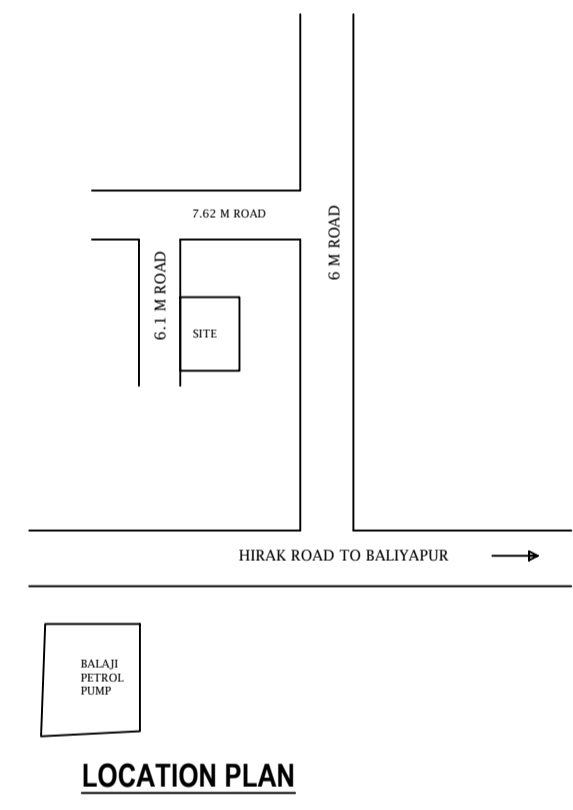 7.62 M ROAD
6 M ROAD
6.1 M ROAD
SITE
HIRAK ROAD TO BALIYAPUR
BALAJI
PETROL
PUMP
LOCATION PLAN